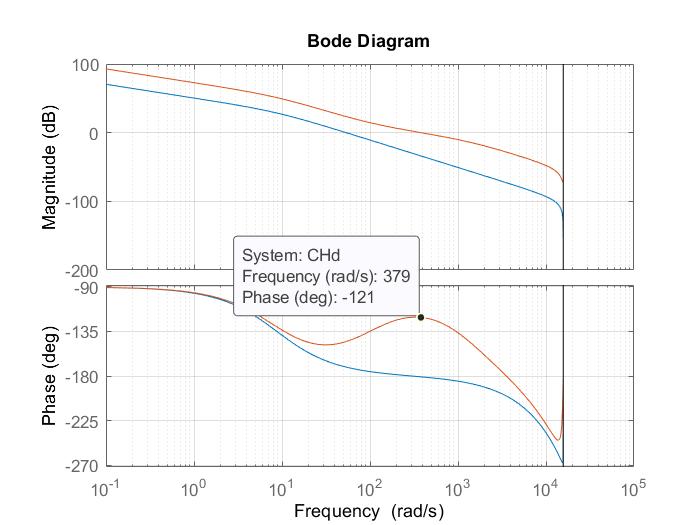 Bode Diagram
100
0
-100
-200
Magnitude (dB)
System: CHd
Frequency (rad/s): 379
Phase (deg): -121
-90
-135
-180
-225
-270
Phase (deg)
10^-1
10^0
10^1
10^2
10^3
10^4
10^5
Frequency (rad/s)